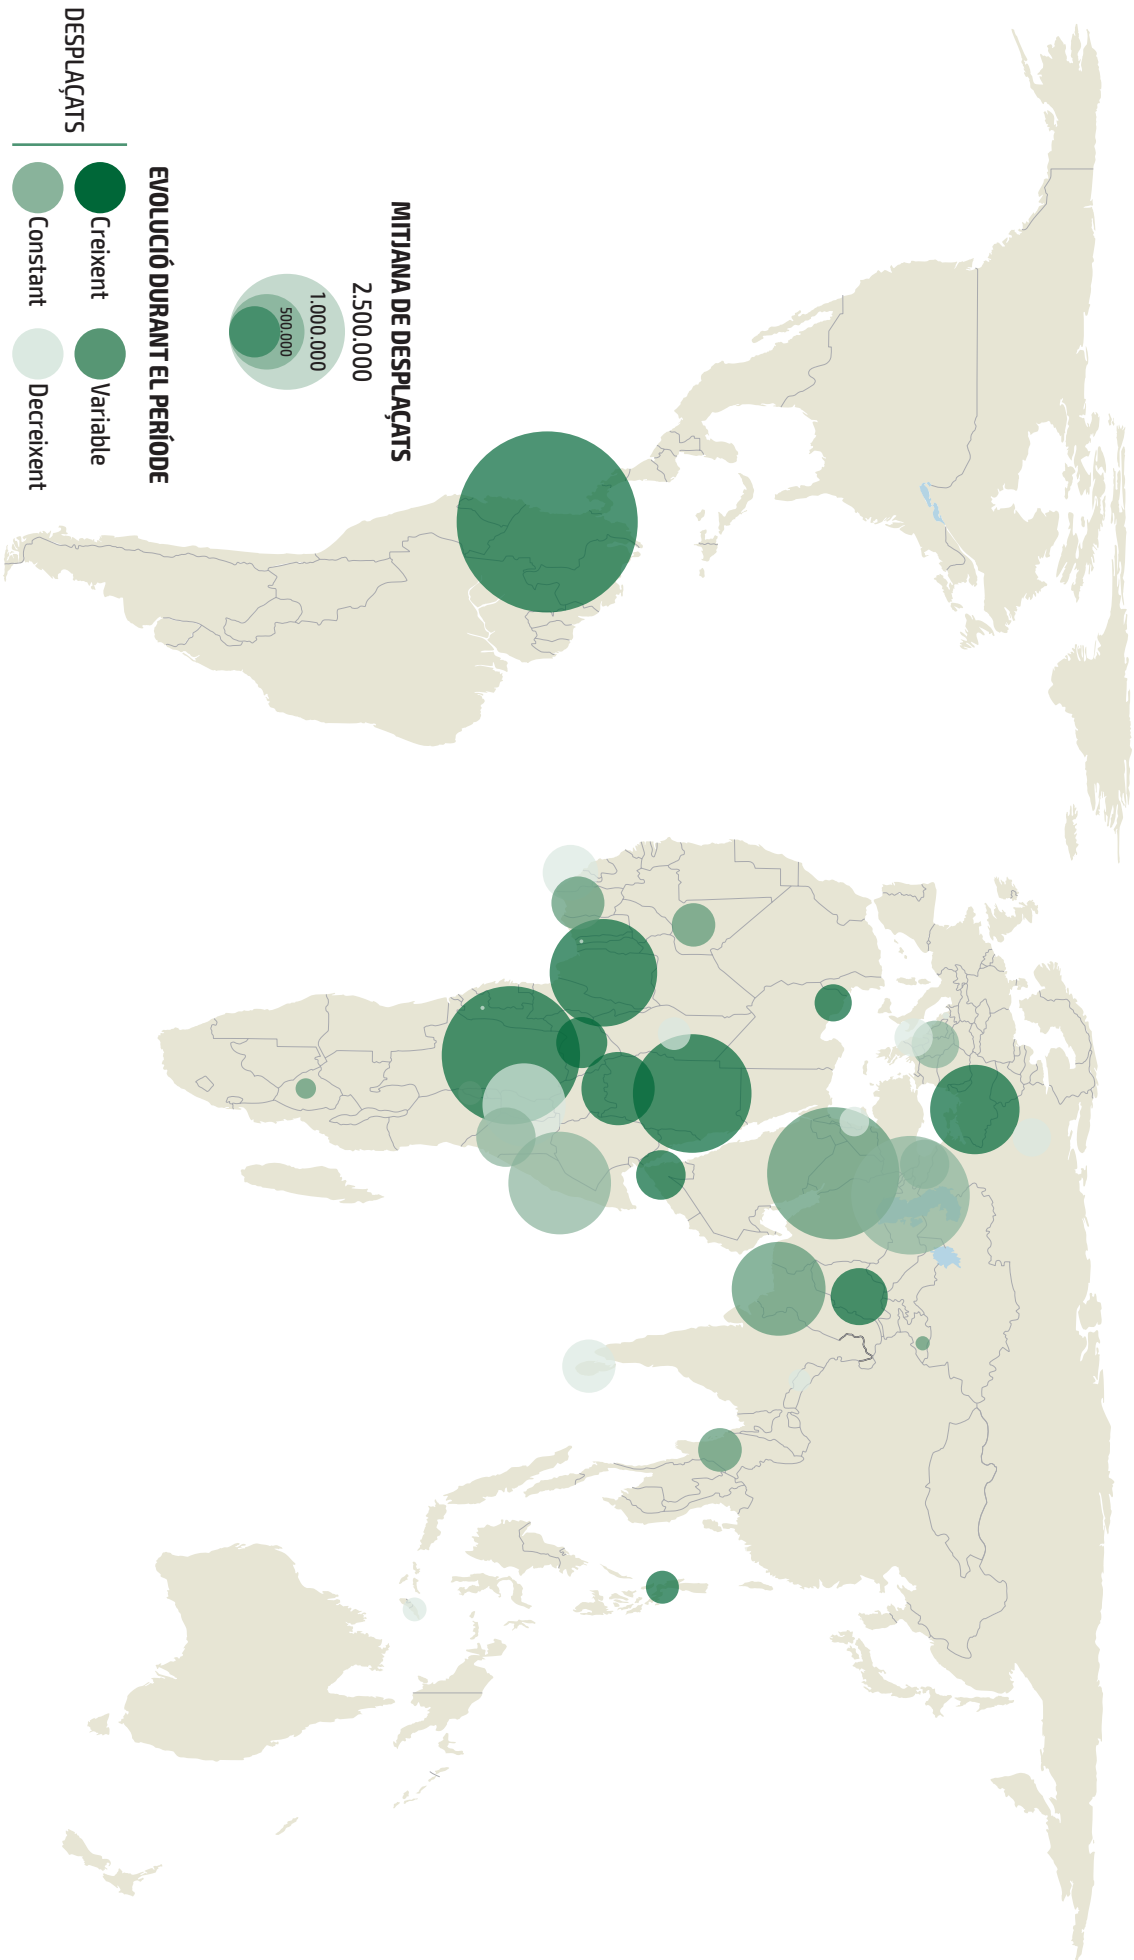 MITJANA DE DESPLAÇATS
2.500.000
1.000.000
500.000
EVOLUCIÓ DURANT EL PERÍODE
DESPLAÇATS
Creixent
Variable
Constant
Decreixent